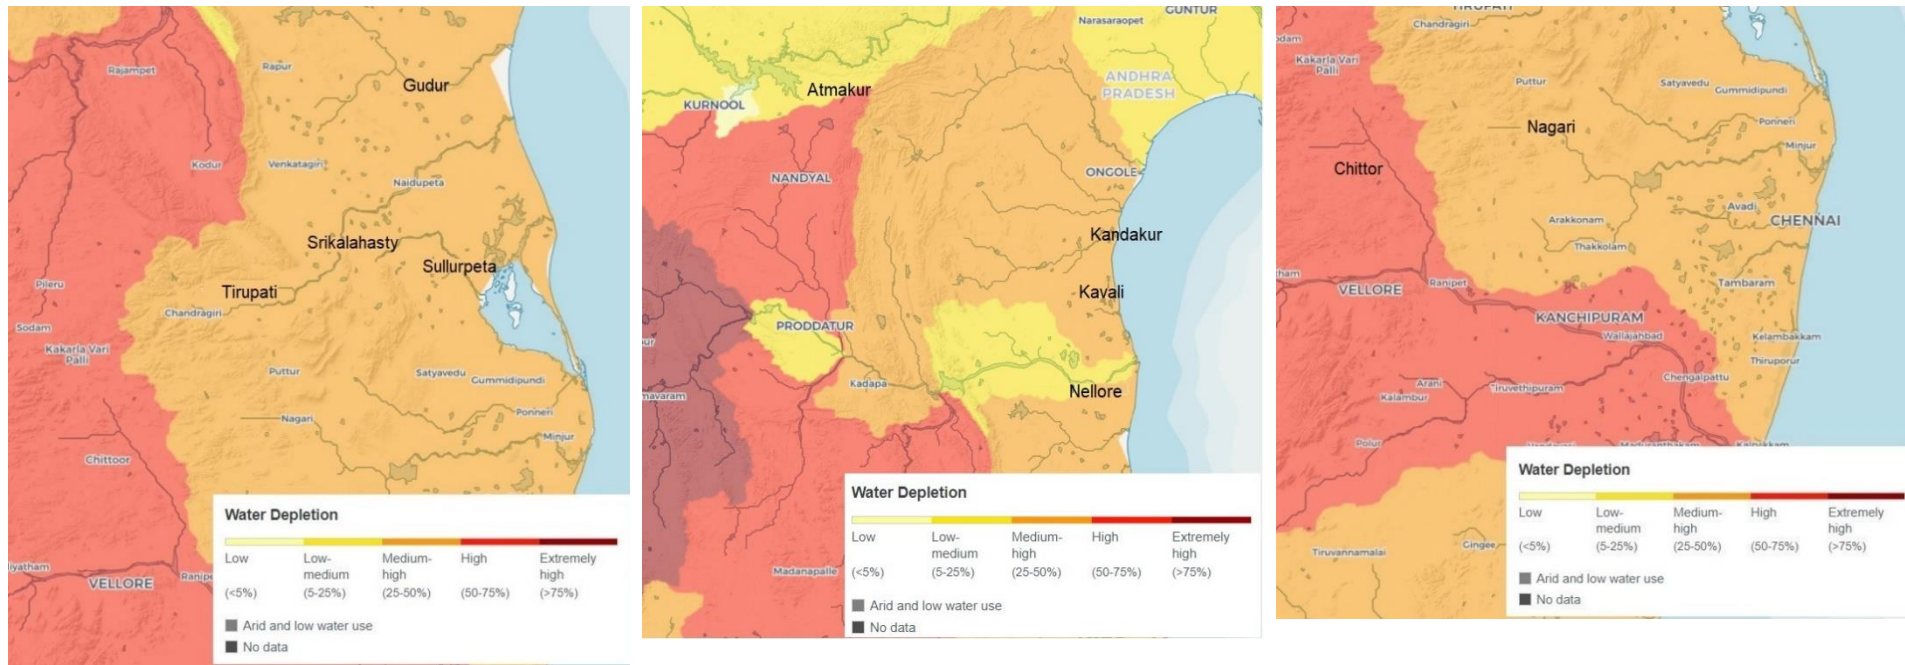 Rajampet
Rapur
Gudur
Kodur
Venkatagiri
Naidupeta
Srikalahasty
Sullurpeta
Pileru
Tirupati
Chandragiri
Sodam
Kakarla Vari
Palli
Puttur
Satyavedu
Gummidipundi
Nagari
Ponneri
Minjur
Chittoor
VELLORE
Water Depletion
Low
Low-
medium
Medium-
high
High
Extremely
high
(<5%)
(5-25%)
(25-50%)
(50-75%)
(>75%)
Arid and low water use
No data
GUNTUR
Narasaraopet
ANDHRA
PRADESH
Atmakur
KURNOOL
NANDYAL
ONGOLE
Kandakur
Kavali
PRODDATUR
Kadapa
Nellore
Madanapalle
Water Depletion
Low
Low-
medium
Medium-
high
High
Extremely
high
(<5%)
(5-25%)
(25-50%)
(50-75%)
(>75%)
Arid and low water use
No data
Chandragiri
Kakarla Vari
Palli
Puttur
Satyavedu
Gummidipundi
Nagari
Ponneri
Minjur
Chittor
Avadi
Arakkonam
CHENNAI
Thakkolam
VELLORE
Ranipet
Tambaram
KANCHIPURAM
Wallajahbad
Kelambakkam
Thiruporur
Chengalpattu
Arani
Tiruvethipuram
Kalambur
Polur
Tiruvannamalai
Gingee
Water Depletion
Low
Low-
medium
Medium-
high
High
Extremely
high
(<5%)
(5-25%)
(25-50%)
(50-75%)
(>75%)
Arid and low water use
No data